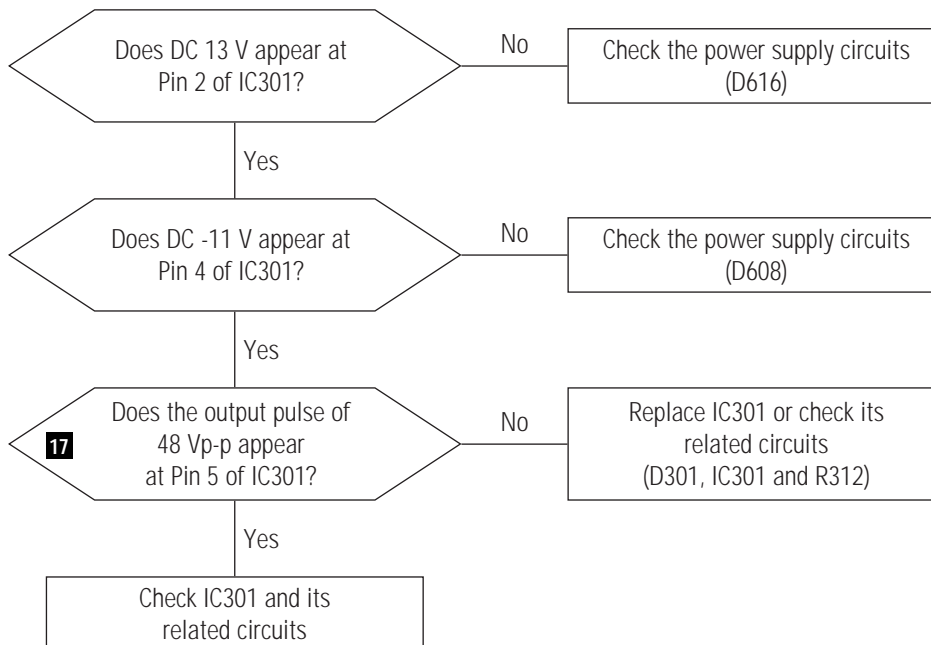 Does DC 13 V appear at
Pin 2 of IC301?
No
Check the power supply circuits
(D616)
Yes
Does DC -11 V appear at
Pin 4 of IC301?
No
Check the power supply circuits
(D608)
Yes
17
Does the output pulse of
48 Vp-p appear
at Pin 5 of IC301?
No
Replace IC301 or check its
related circuits
(D301, IC301 and R312)
Yes
Check IC301 and its
related circuits